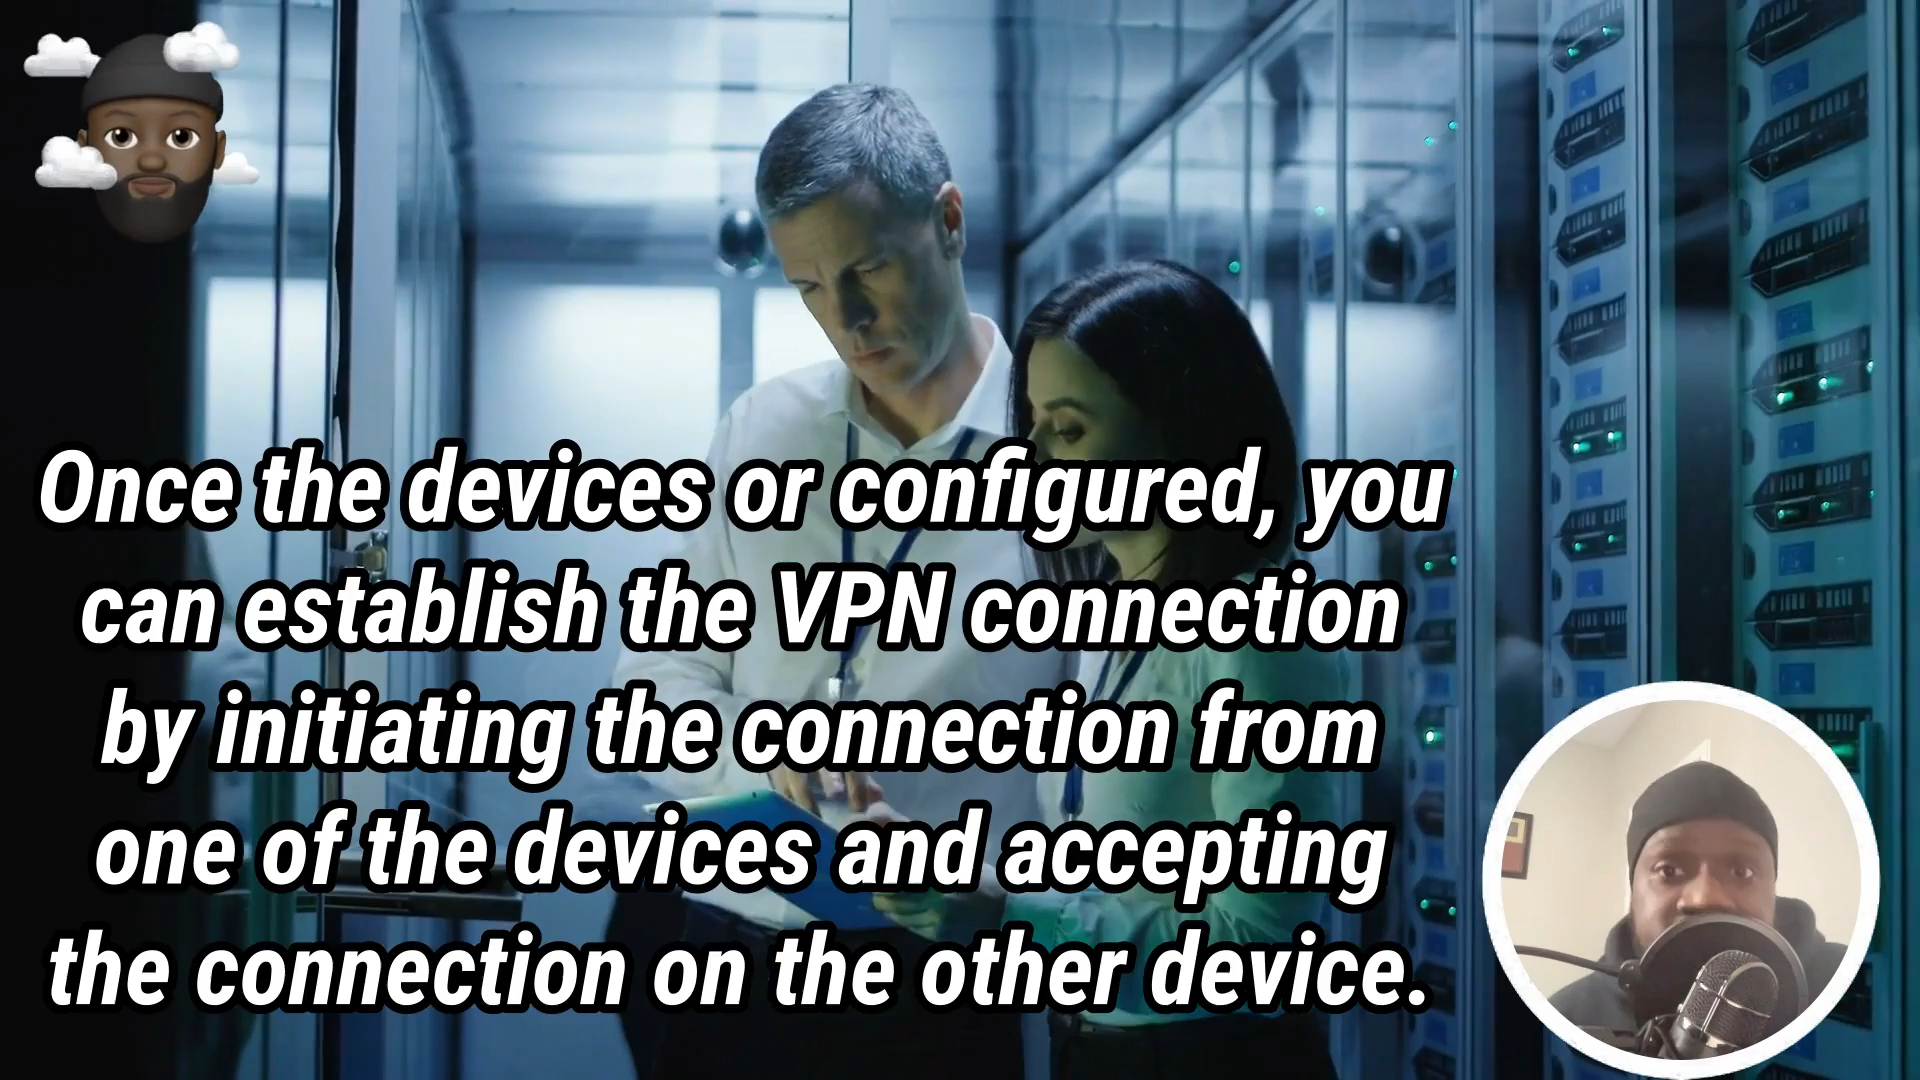 Once the devices or configured, you
can establish the VPN connection
by initiating the connection from
one of the devices and accepting
the connection on the other device.